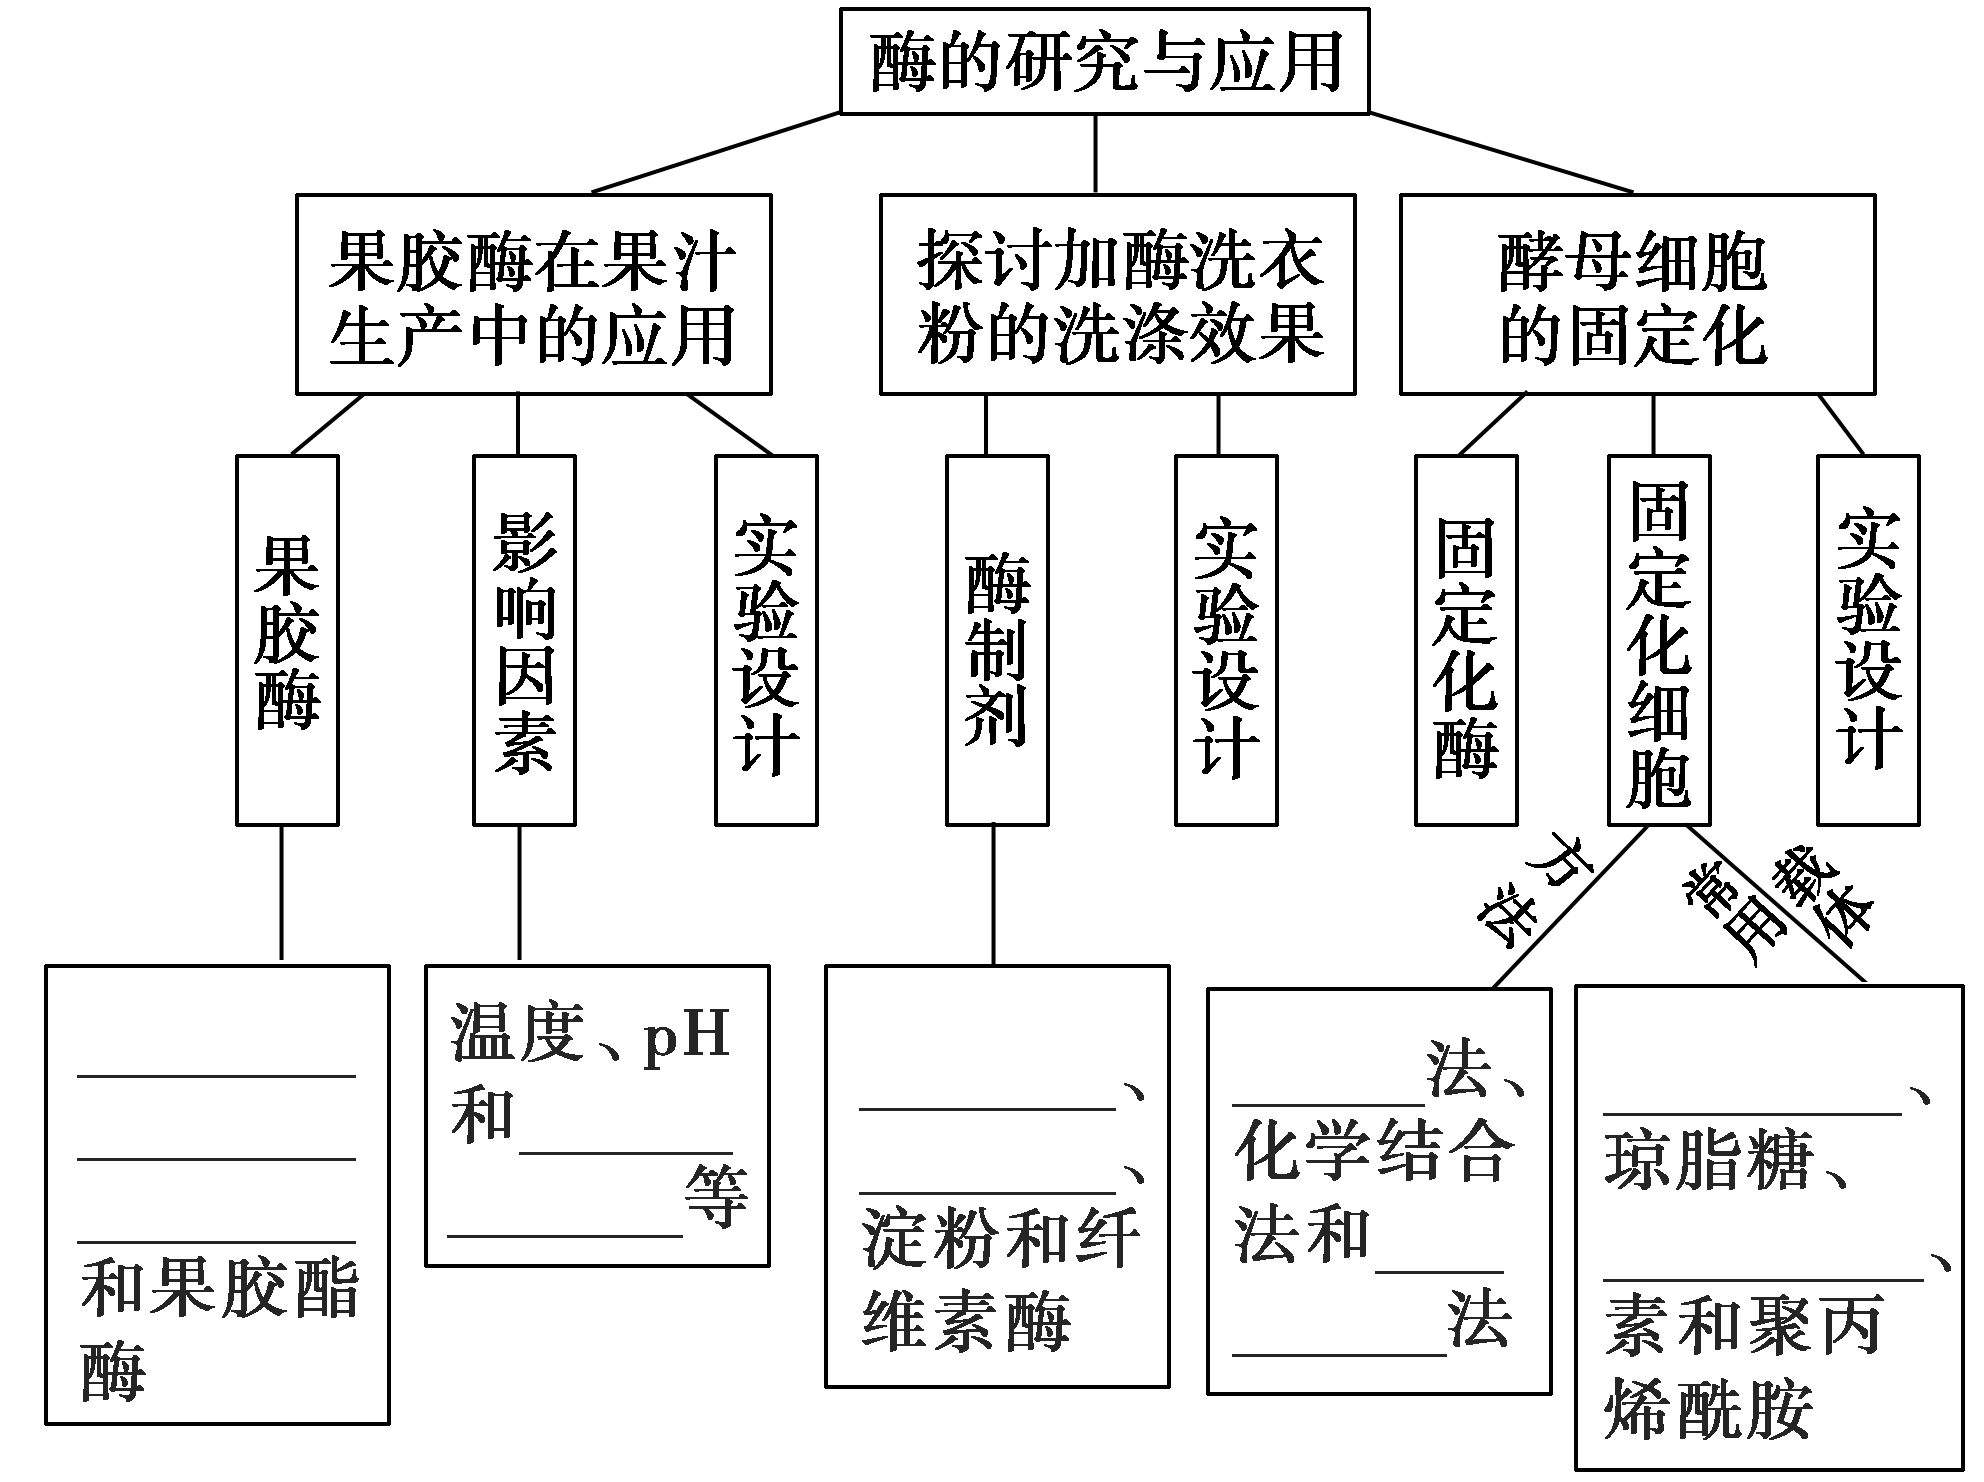 酶的研究与应用
果胶酶在果汁
生产中的应用
探讨加酶洗衣
粉的洗涤效果
酵母细胞
的固定化
果胶酶
影响因素
实验设计
酶制剂
实验设计
固定化酶
固定化细胞
实验设计
方法
常用
载体
和果胶酯
酶
温度、pH
和
等
、
、
淀粉和纤
维素酶
法、
化学结合
法和
法
、
琼脂糖、
、
素和聚丙
烯酰胺